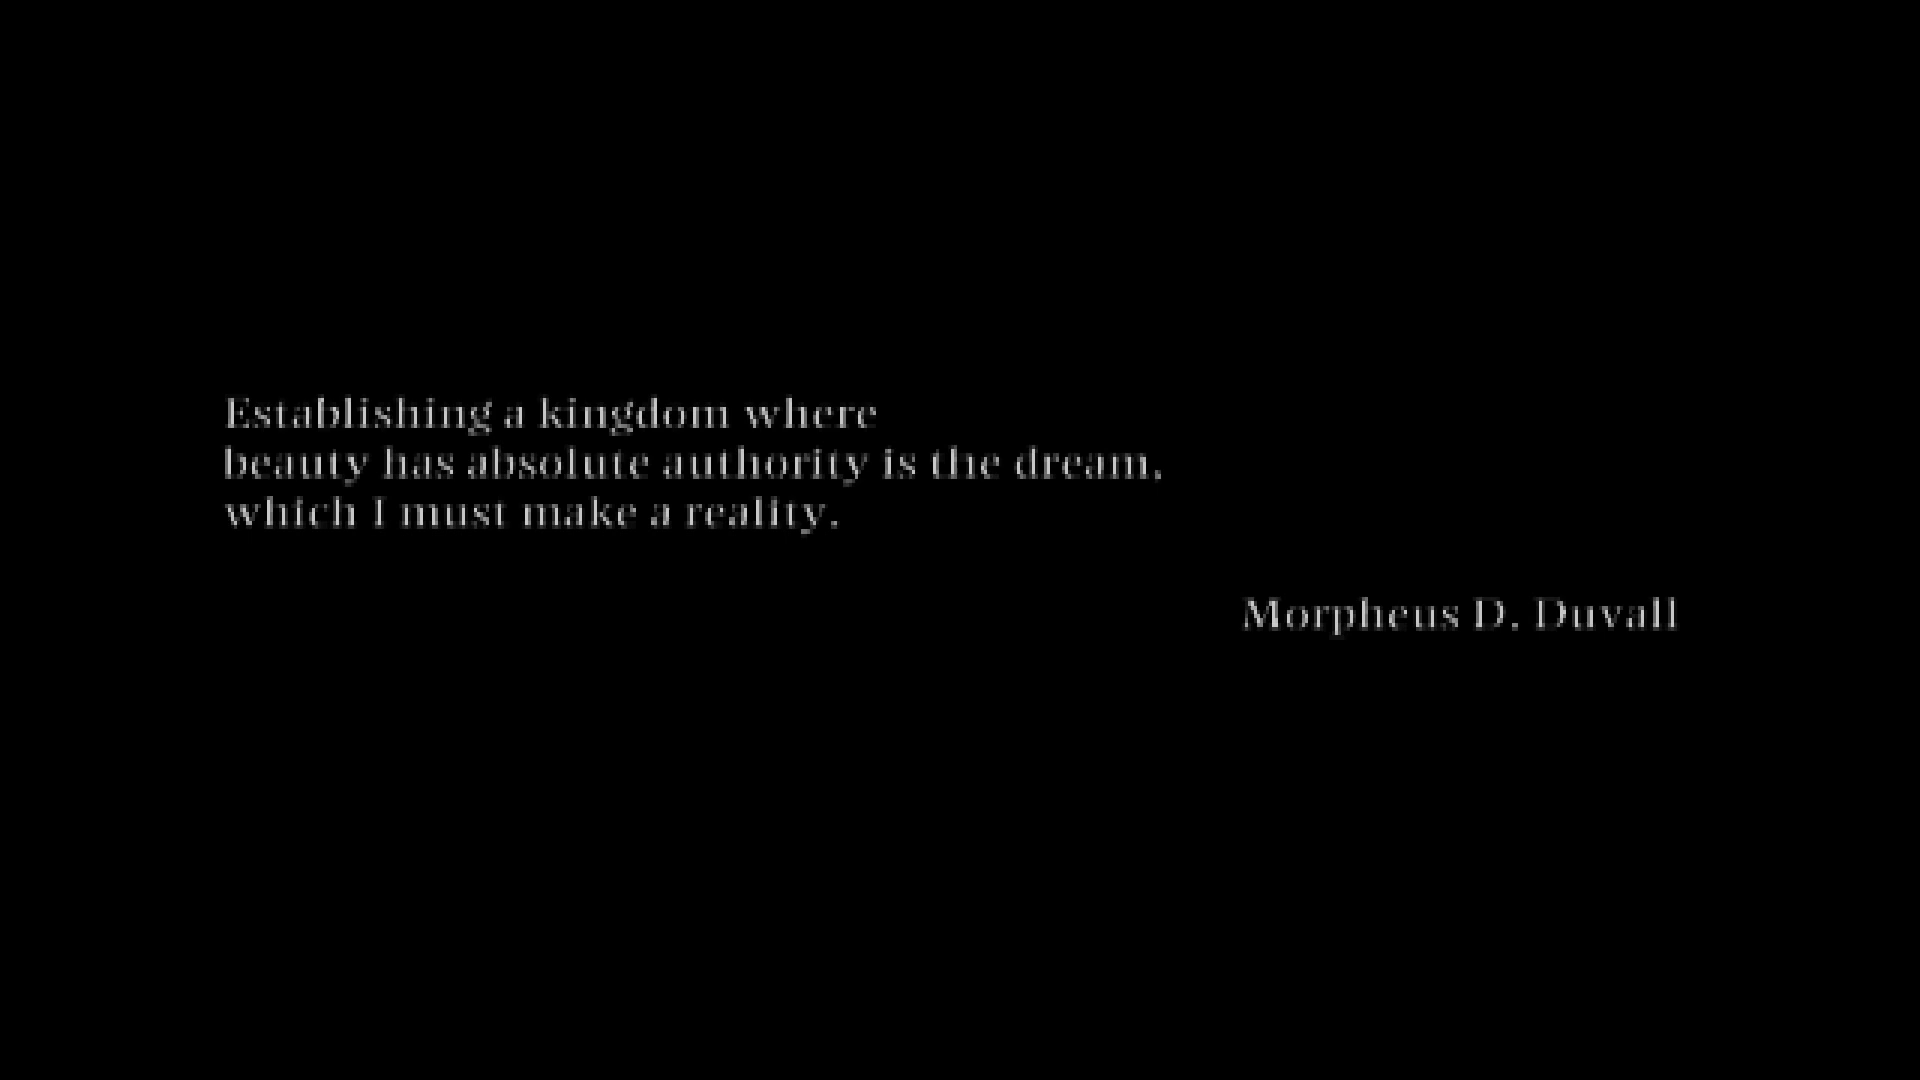 Establishing a kingdom where
beauty has absolute authority is the dream,
which I must make a reality.
Morpheus D. Duvall